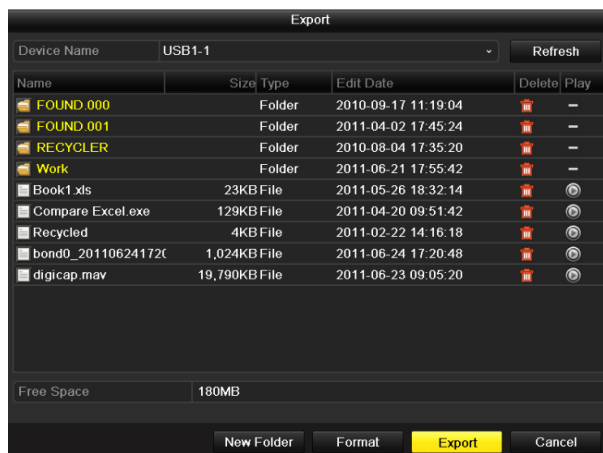 Export
Device Name USB1-1 Refresh
Name Size Type Edit Date Delete Play
FOUND.000 Folder 2010-09-17 11:19:04 –
FOUND.001 Folder 2011-04-02 17:45:24 –
RECYCLER Folder 2010-08-04 17:35:20 –
Work Folder 2011-06-21 17:55:42 –
Book1.xls 23KB File 2011-05-26 18:32:14
Compare Excel.exe 129KB File 2011-04-20 09:51:42
Recycled 4KB File 2011-02-22 14:16:18
bond0_20110624172( 1,024KB File 2011-06-24 17:20:48
digicap.mav 19,790KB File 2011-06-23 09:05:20
Free Space 180MB
New Folder Format Export Cancel